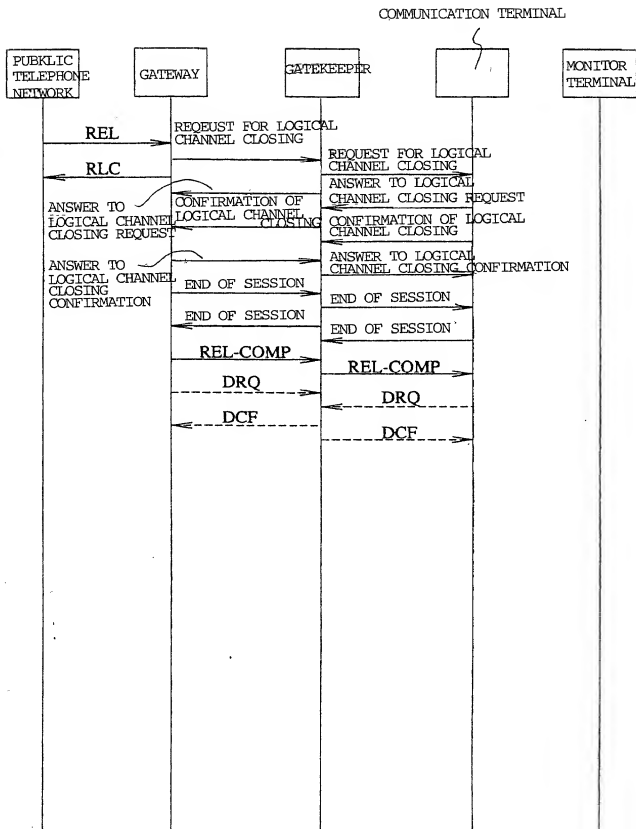 COMMUNICATION TERMINAL
PUBKLIC
TELEPHONE
NETWORK
GATEWAY
GATEKEEPER
MONITOR
TERMINAL
REL
REQEUST FOR LOGICAL
CHANNEL CLOSING
RLC
REQUEST FOR LOGICAL
CHANNEL CLOSING
ANSWER TO
LOGICAL CHANNEL
CLOSING REQUEST
CONFIRMATION OF
LOGICAL CHANNEL
CLOSING
ANSWER TO LOGICAL
CHANNEL CLOSING REQUEST
CONFIRMATION OF LOGICAL
CHANNEL CLOSING
ANSWER TO
LOGICAL CHANNEL
CLOSING
CONFIRMATION
ANSWER TO LOGICAL
CHANNEL CLOSING CONFIRMATION
END OF SESSION
END OF SESSION
END OF SESSION
END OF SESSION
REL-COMP
REL-COMP
DRQ
DRQ
DCF
DCF